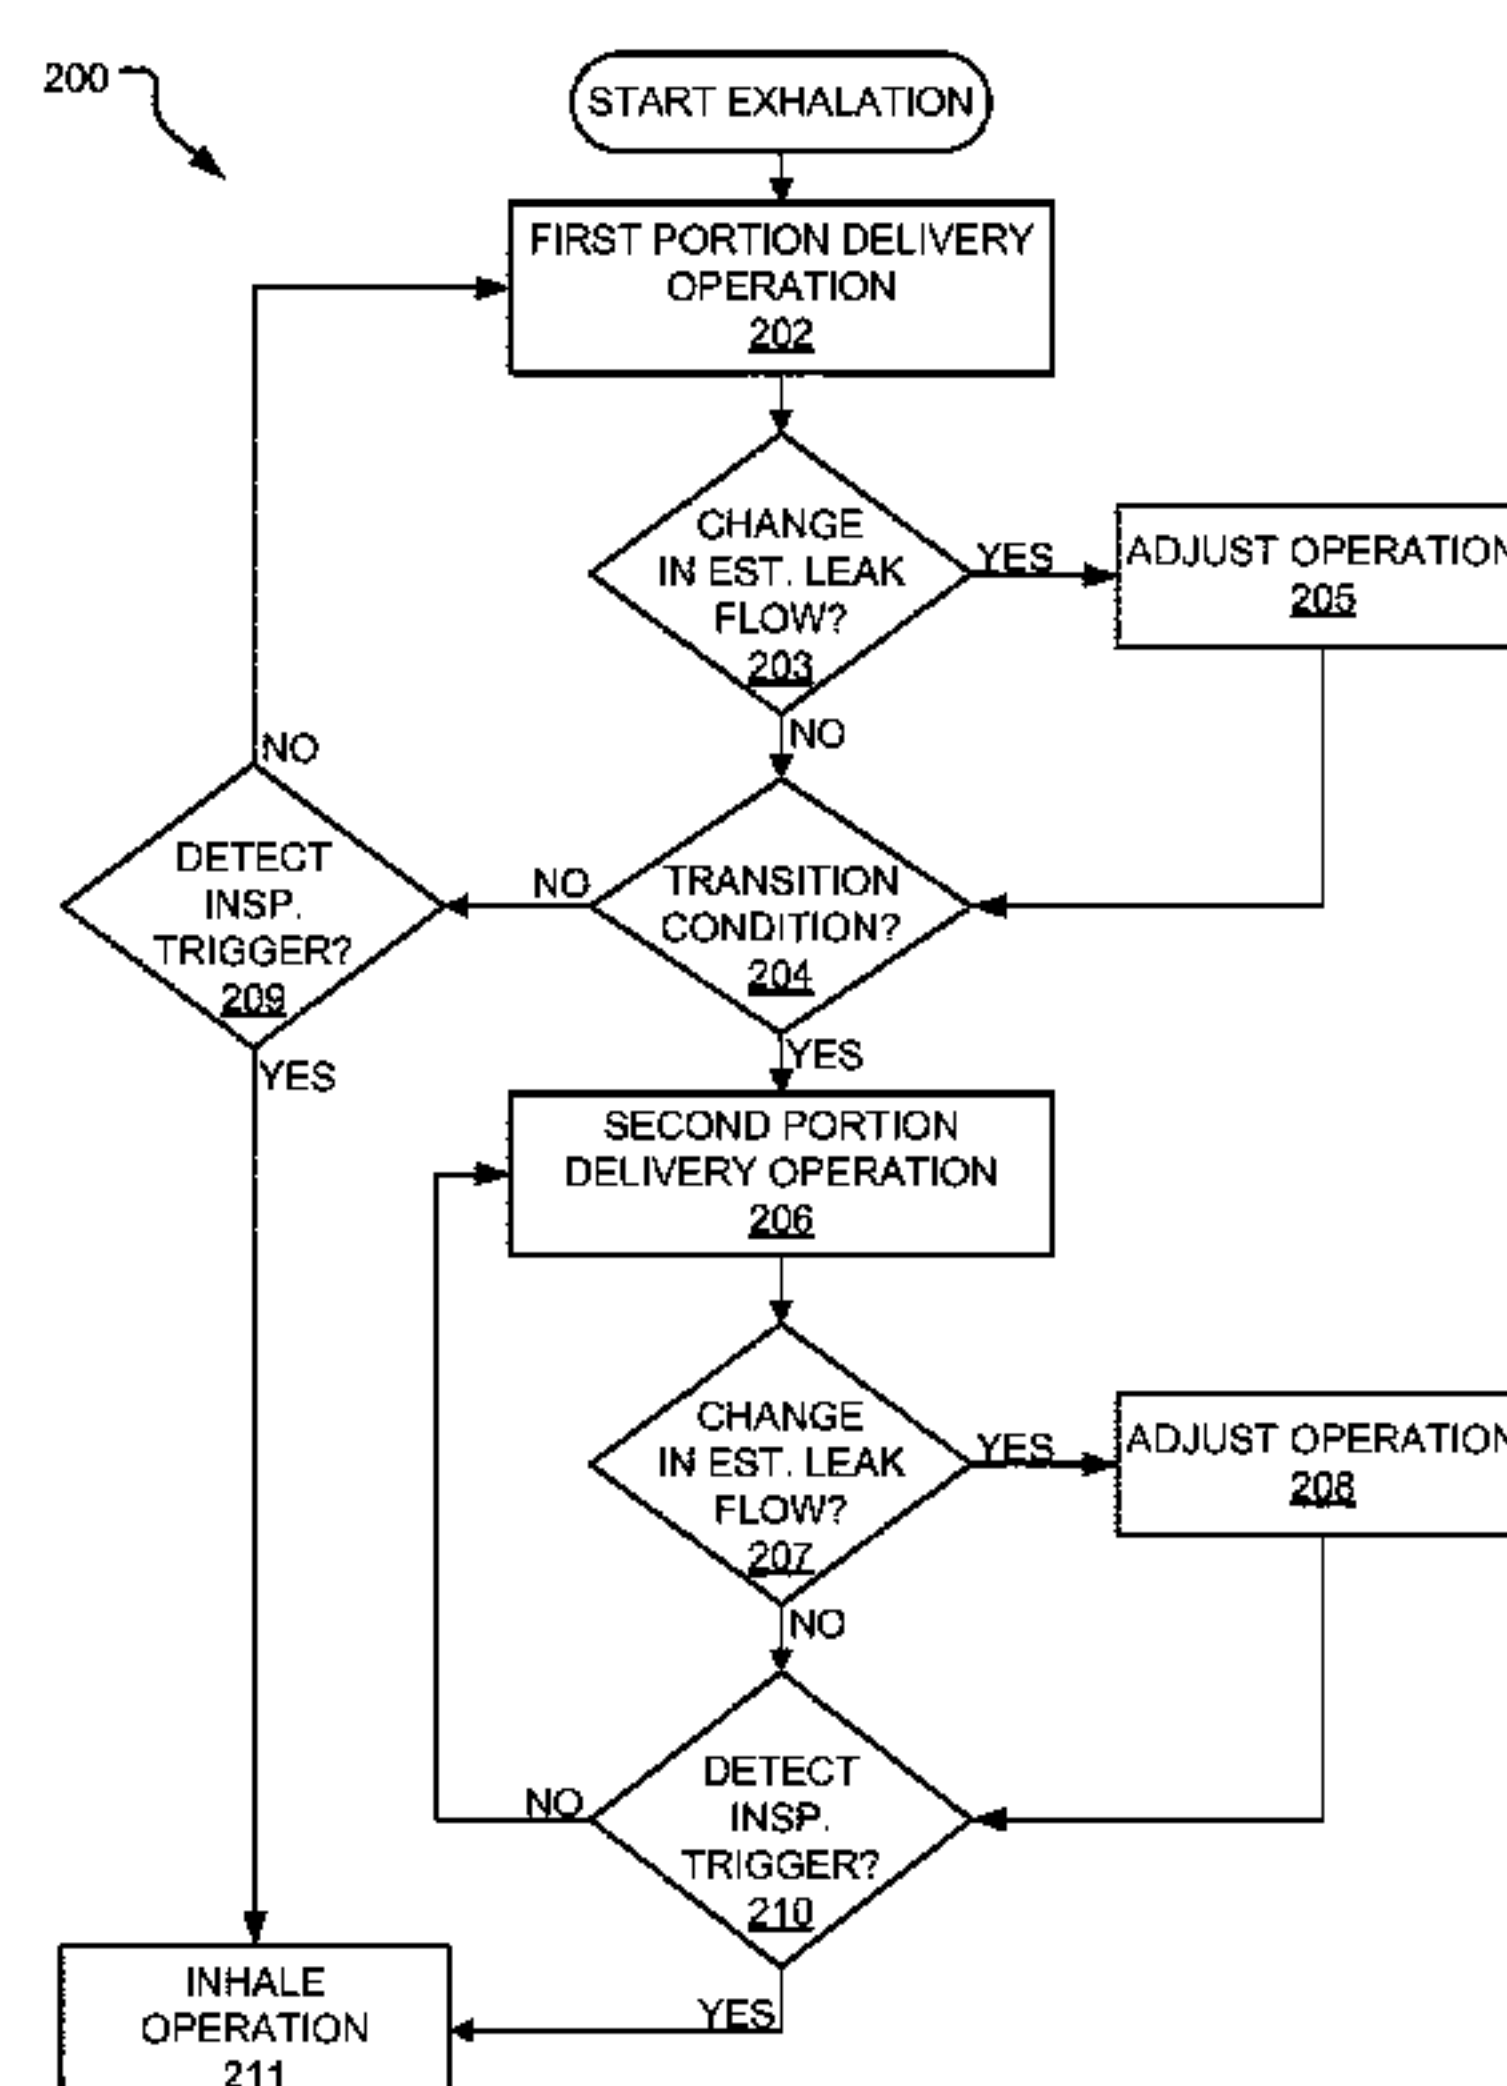 200
START EXHALATION
FIRST PORTION DELIVERY
OPERATION
202
CHANGE
IN EST. LEAK
FLOW?
203
YES
ADJUST OPERATION
205
NO
NO
DETECT
INSP.
TRIGGER?
209
NO
TRANSITION
CONDITION?
204
YES
YES
SECOND PORTION
DELIVERY OPERATION
206
CHANGE
IN EST. LEAK
FLOW?
207
YES
ADJUST OPERATION
208
NO
DETECT
INSP.
TRIGGER?
210
NO
YES
INHALE
OPERATION
211